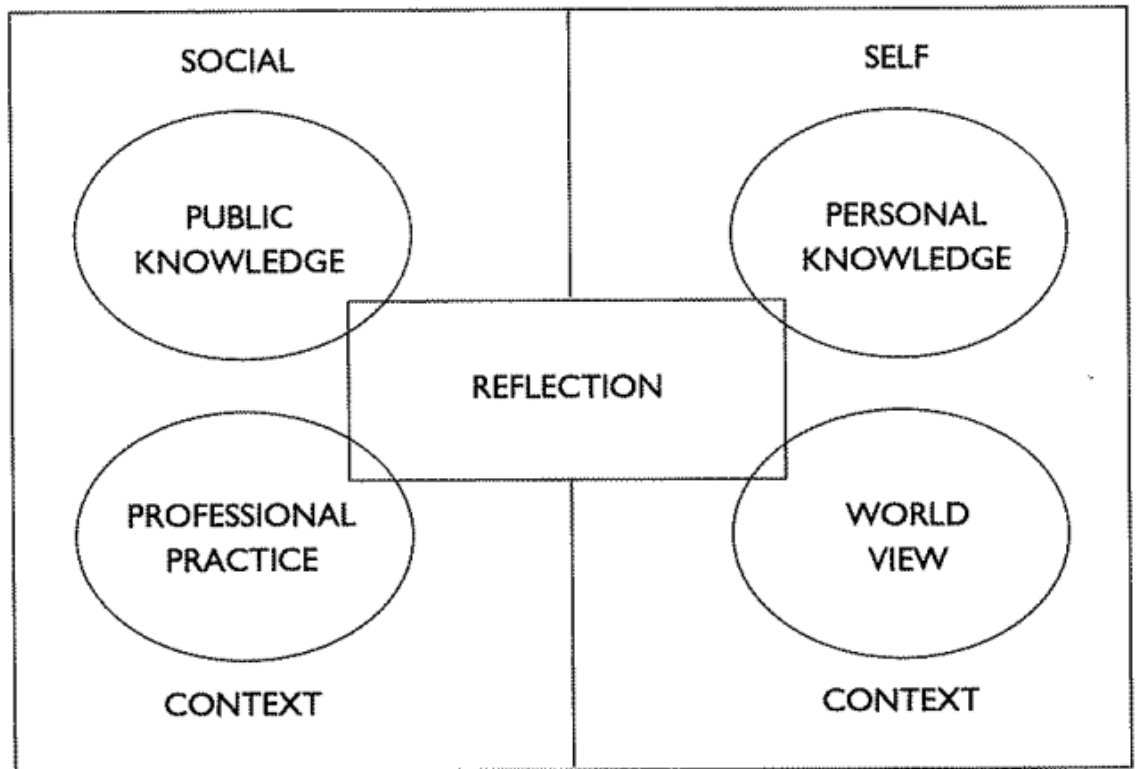 SOCIAL
SELF
PUBLIC
KNOWLEDGE
PERSONAL
KNOWLEDGE
REFLECTION
PROFESSIONAL
PRACTICE
WORLD
VIEW
CONTEXT
CONTEXT